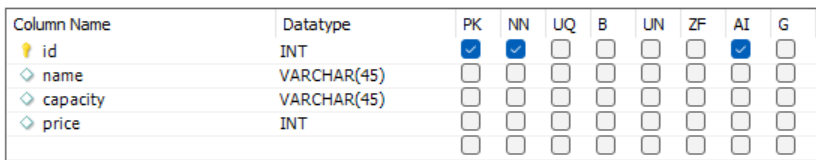 Column Name Datatype PK NN UQ B UN ZF AI G
id INT
name VARCHAR(45)
capacity VARCHAR(45)
price INT